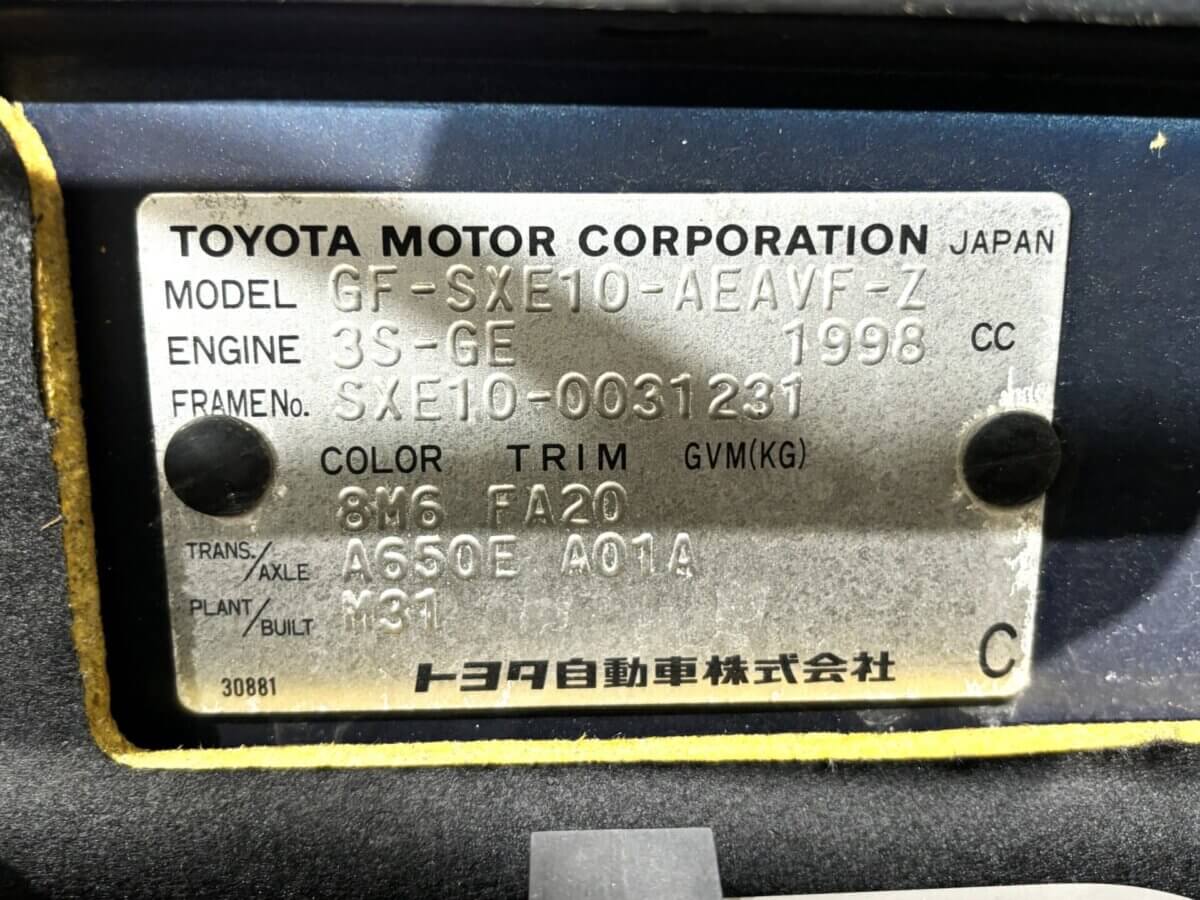 TOYOTA MOTOR CORPORATION JAPAN
MODEL GF-SXE10-AEAVF-Z
ENGINE 3S-GE 1998 CC
FRAME No. SXE10-0031231
COLOR TRIM GVM(KG)
8M6 FA20
TRANS./AXLE A650E A01A
PLANT/BUILT M31
30881 トヨタ自動車株式会社 C